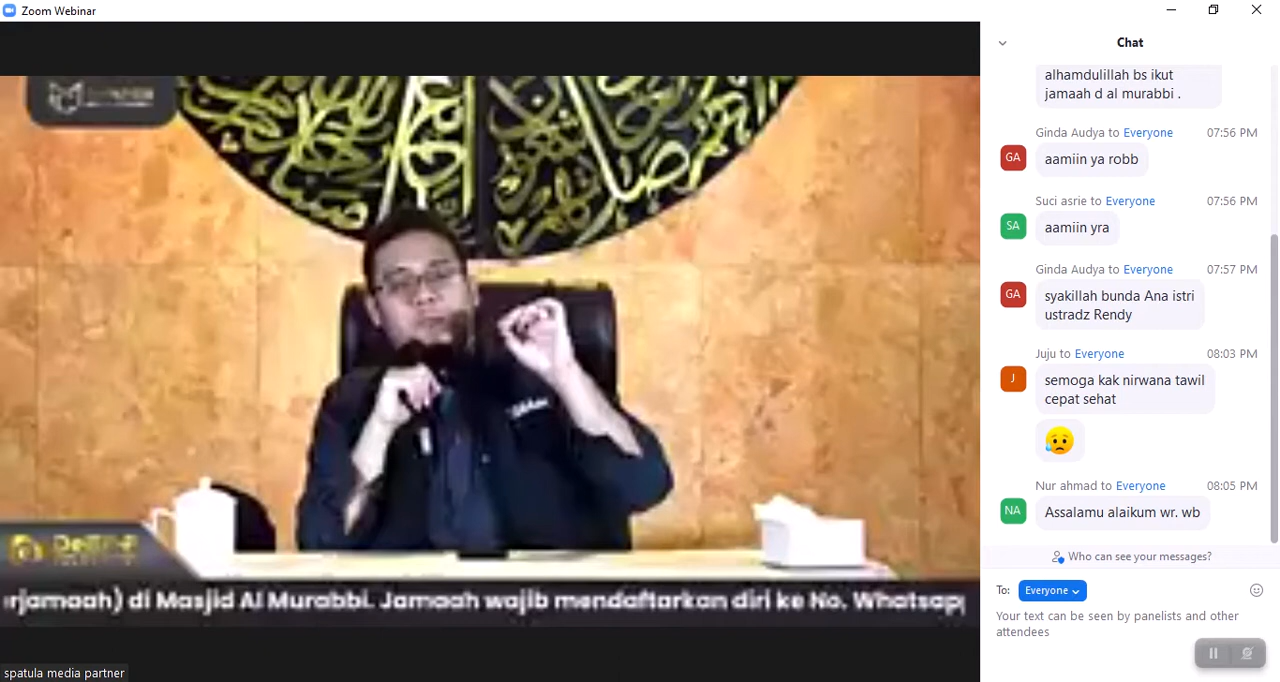 Zoom Webinar
rjamaah) di Masjid Al Murabbi. Jamaah wajib mendaftarkan diri ke No. Whatsapp
spatula media partner
Chat
alhamdulillah bs ikut
jamaah d al murabbi .
Ginda Audya to Everyone 07:56 PM
GA
aamiin ya robb
Suci asrie to Everyone 07:56 PM
SA
aamiin yra
Ginda Audya to Everyone 07:57 PM
GA
syakillah bunda Ana istri
ustradz Rendy
Juju to Everyone 08:03 PM
J
semoga kak nirwana tawil
cepat sehat
Nur ahmad to Everyone 08:05 PM
NA
Assalamu alaikum wr. wb
Who can see your messages?
To: Everyone
Your text can be seen by panelists and other
attendees